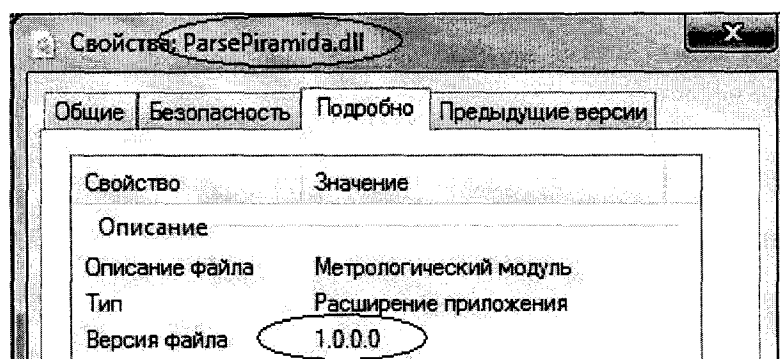 Свойства: ParsePiramida.dll
Общие Безопасность Подробно Предыдущие версии
Свойство Значение
Описание
Описание файла Метрологический модуль
Тип Расширение приложения
Версия файла 1.0.0.0